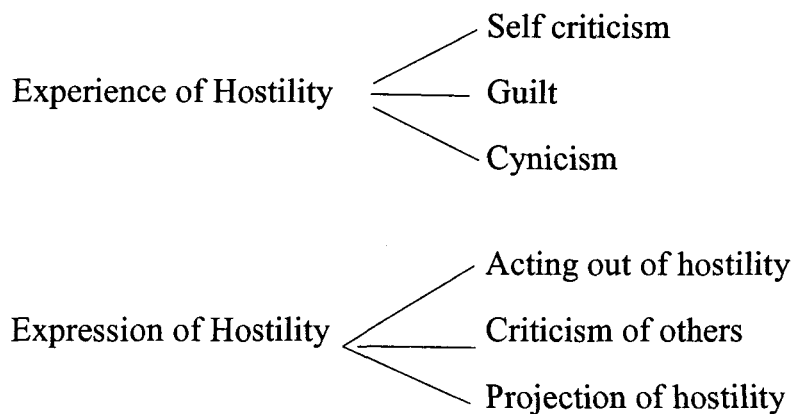 Self criticism
Experience of Hostility
Guilt
Cynicism
Acting out of hostility
Expression of Hostility
Criticism of others
Projection of hostility